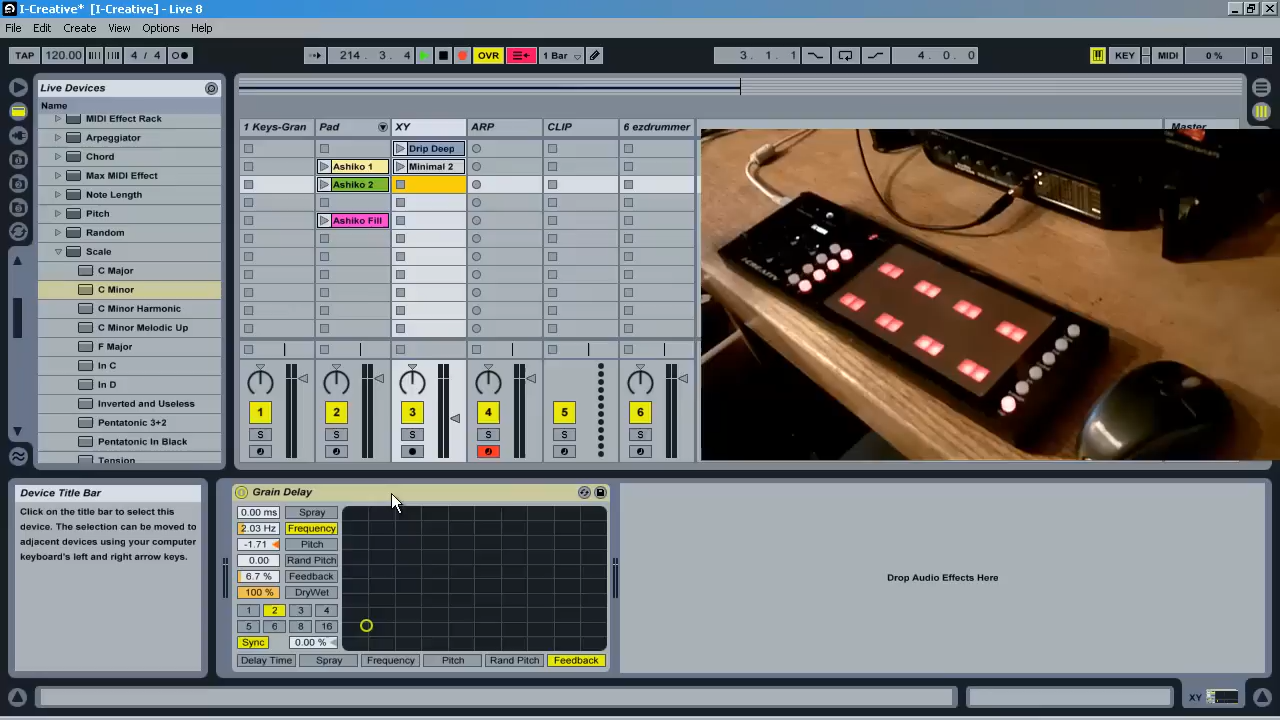 I-Creative* [I-Creative] - Live 8
File Edit Create View Options Help
TAP 120.00 4 / 4 214. 3. 4 OVR 1 Bar 3. 1. 1 4. 0. 0 KEY MIDI 0 % D
Live Devices
Name
MIDI Effect Rack
Arpeggiator
Chord
Max MIDI Effect
Note Length
Pitch
Random
Scale
C Major
C Minor
C Minor Harmonic
C Minor Melodic Up
F Major
In C
In D
Inverted and Useless
Pentatonic 3+2
Pentatonic In Black
Tension
1 Keys-Gran Pad XY ARP CLIP 6 ezdrummer Master
Drip Deep
Ashiko 1 Minimal 2
Ashiko 2
Ashiko Fill
1 2 3 4 5 6
S S S S S S
Device Title Bar
Click on the title bar to select this
device. The selection can be moved to
adjacent devices using your computer
keyboard's left and right arrow keys.
Grain Delay
0.00 ms Spray
2.03 Hz Frequency
-1.71 Pitch
0.00 Rand Pitch
6.7 % Feedback
100 % DryWet
1 2 3 4
5 6 8 16
Sync 0.00 %
Delay Time Spray Frequency Pitch Rand Pitch Feedback
Drop Audio Effects Here
XY